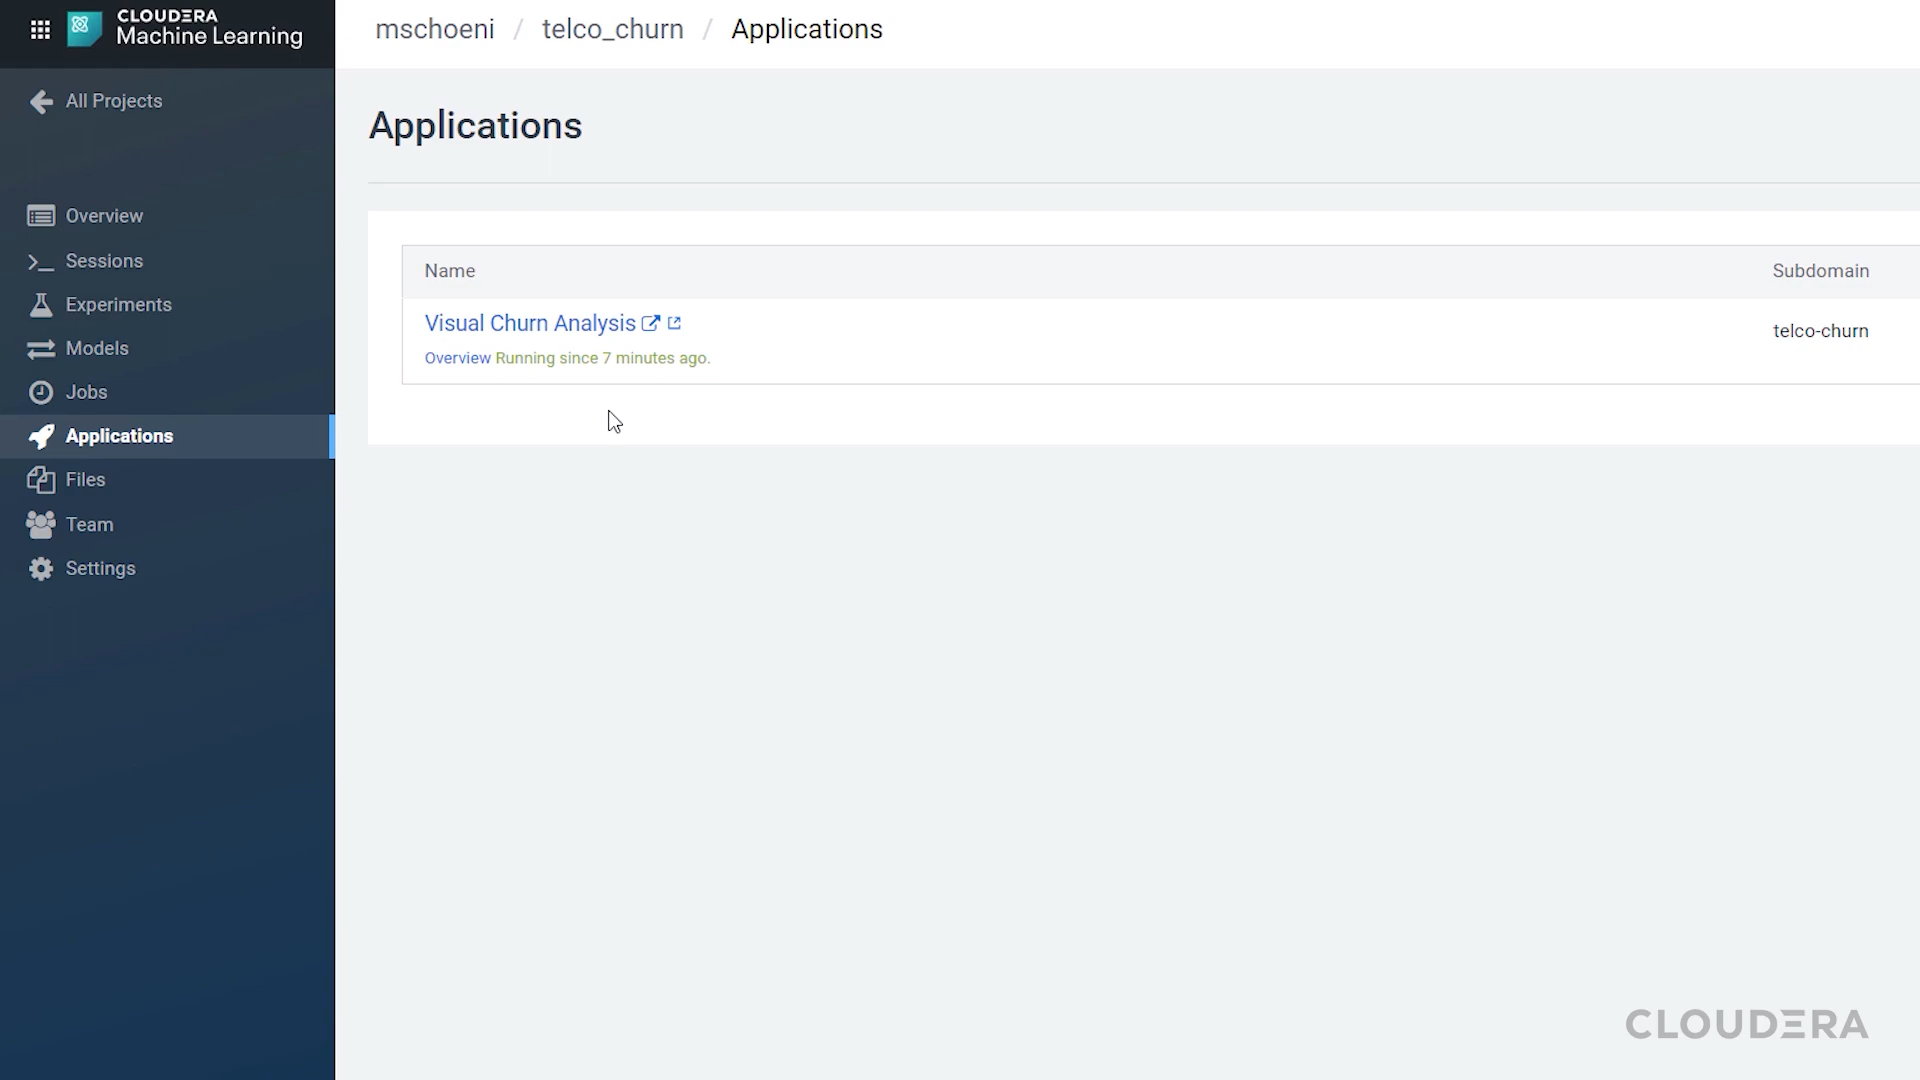 CLOUDERA
Machine Learning
mschoeni / telco_churn / Applications
All Projects
Applications
Overview
Sessions
Experiments
Models
Jobs
Applications
Files
Team
Settings
Name
Subdomain
Visual Churn Analysis
telco-churn
Overview Running since 7 minutes ago.
CLOUDERA